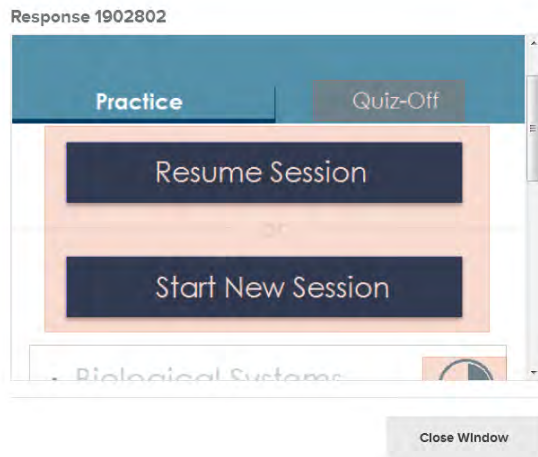 Response 1902802
Practice
Quiz-Off
Resume Session
or
Start New Session
Biological Systems
Close Window